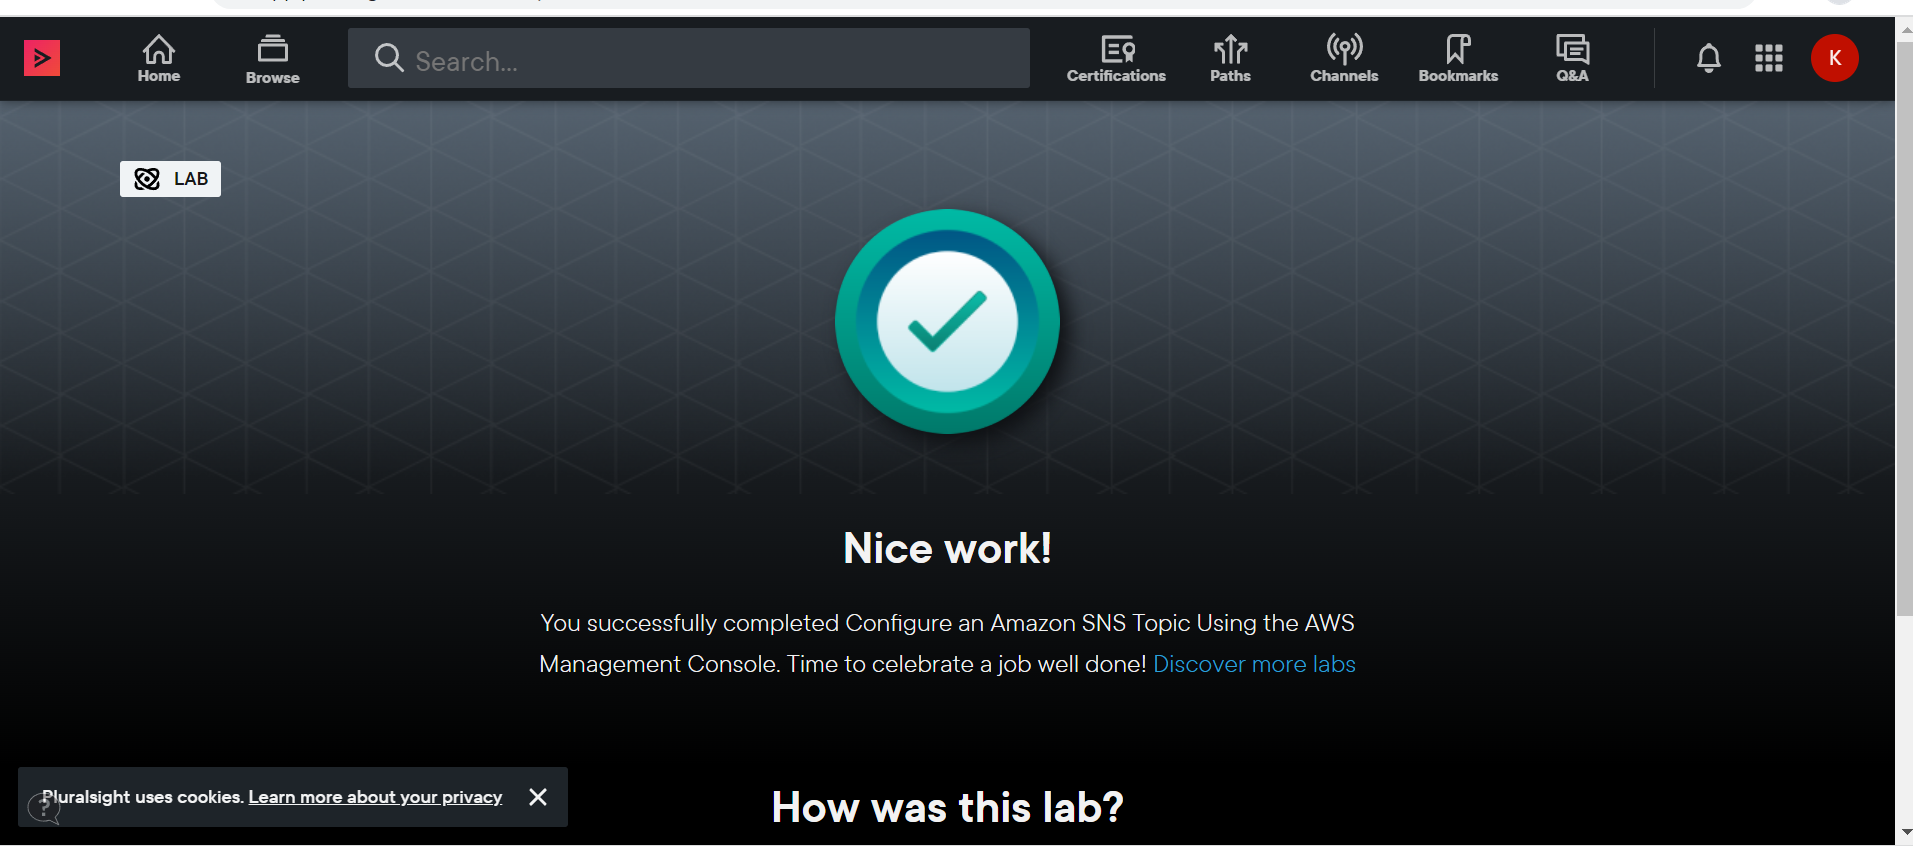 Home
Browse
Search...
Certifications
Paths
Channels
Bookmarks
Q&A
K
LAB
Nice work!
You successfully completed Configure an Amazon SNS Topic Using the AWS
Management Console. Time to celebrate a job well done! Discover more labs
Pluralsight uses cookies. Learn more about your privacy
?
How was this lab?